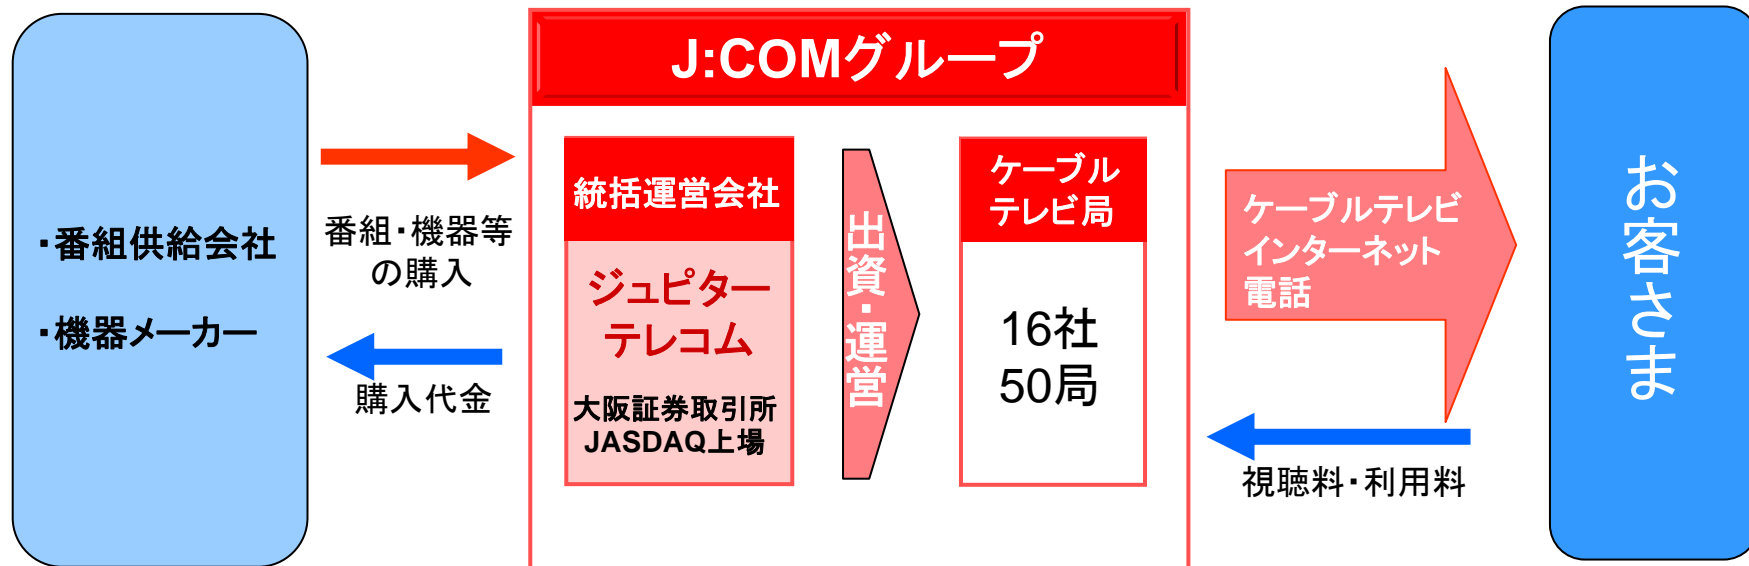 ・番組供給会社
・機器メーカー
番組・機器等
の購入
購入代金
J:COMグループ
統括運営会社
ジュピター
テレコム
大阪証券取引所
JASDAQ上場
出資・運営
ケーブル
テレビ局
16社
50局
ケーブルテレビ
インターネット
電話
視聴料・利用料
お客さま